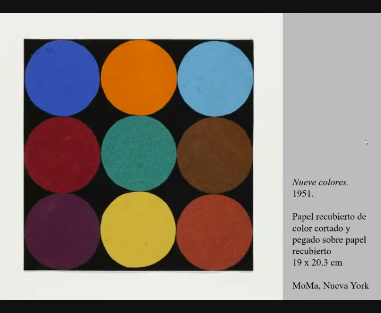 Nueve colores.
1951.
Papel recubierto de
color cortado y
pegado sobre papel
recubierto
19 x 20.3 cm
MoMa, Nueva York